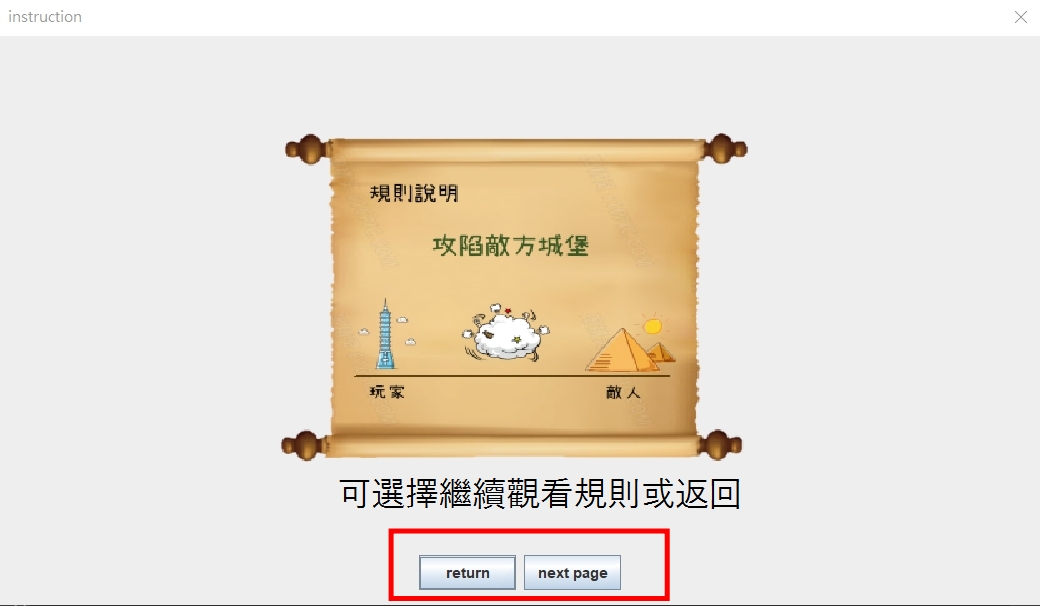 instruction
規則說明
攻陷敵方城堡
玩家
敵人
可選擇繼續觀看規則或返回
return
next page